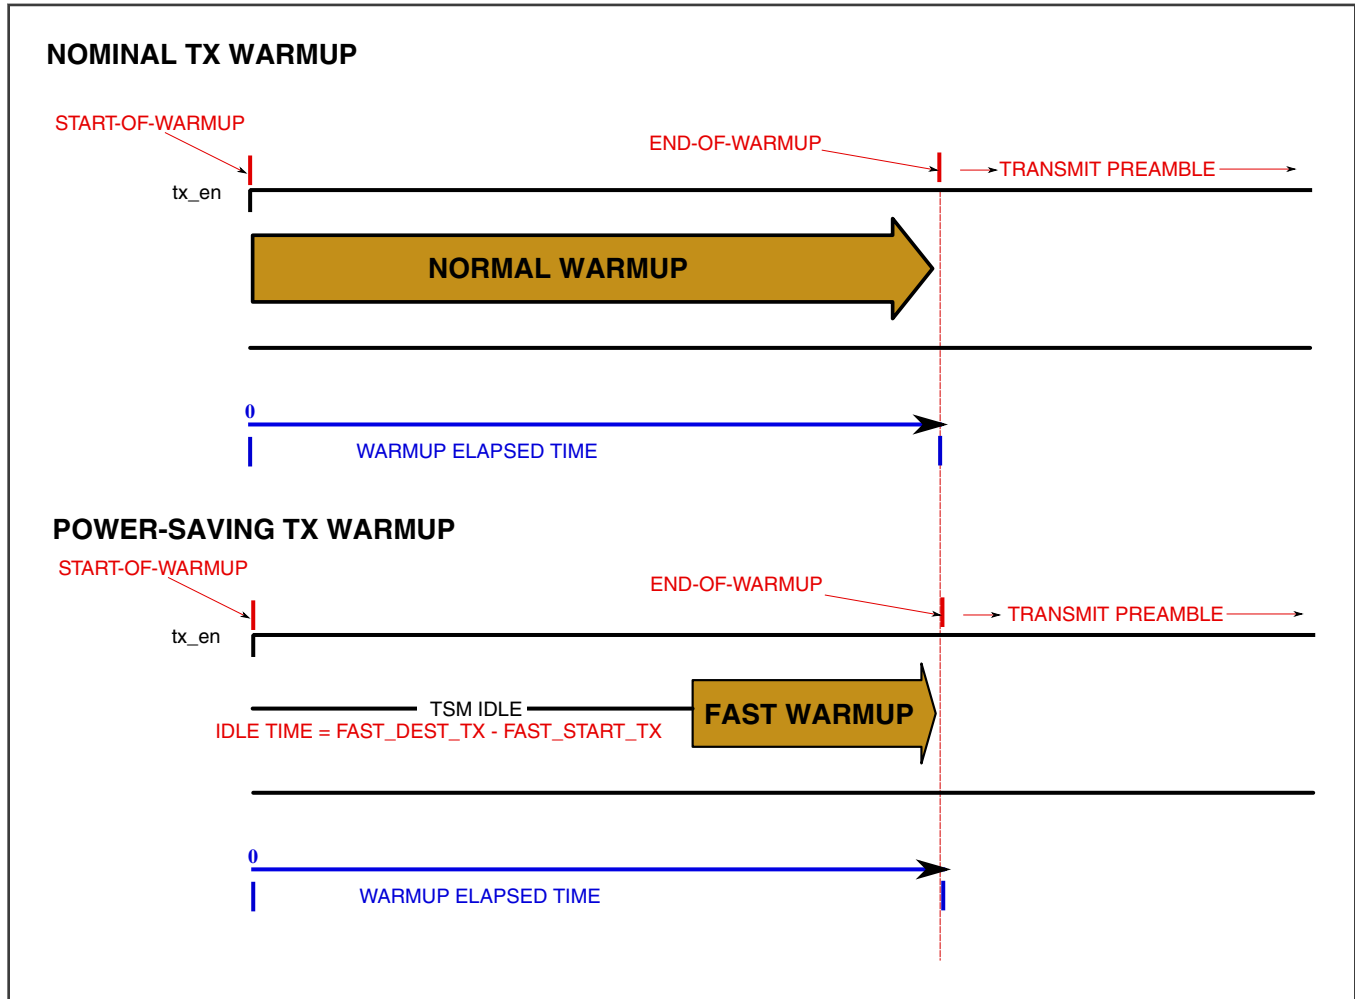 NOMINAL TX WARMUP
START-OF-WARMUP
END-OF-WARMUP
TRANSMIT PREAMBLE
tx_en
NORMAL WARMUP
0
WARMUP ELAPSED TIME
POWER-SAVING TX WARMUP
START-OF-WARMUP
END-OF-WARMUP
TRANSMIT PREAMBLE
tx_en
TSM IDLE
IDLE TIME = FAST_DEST_TX - FAST_START_TX
FAST WARMUP
0
WARMUP ELAPSED TIME